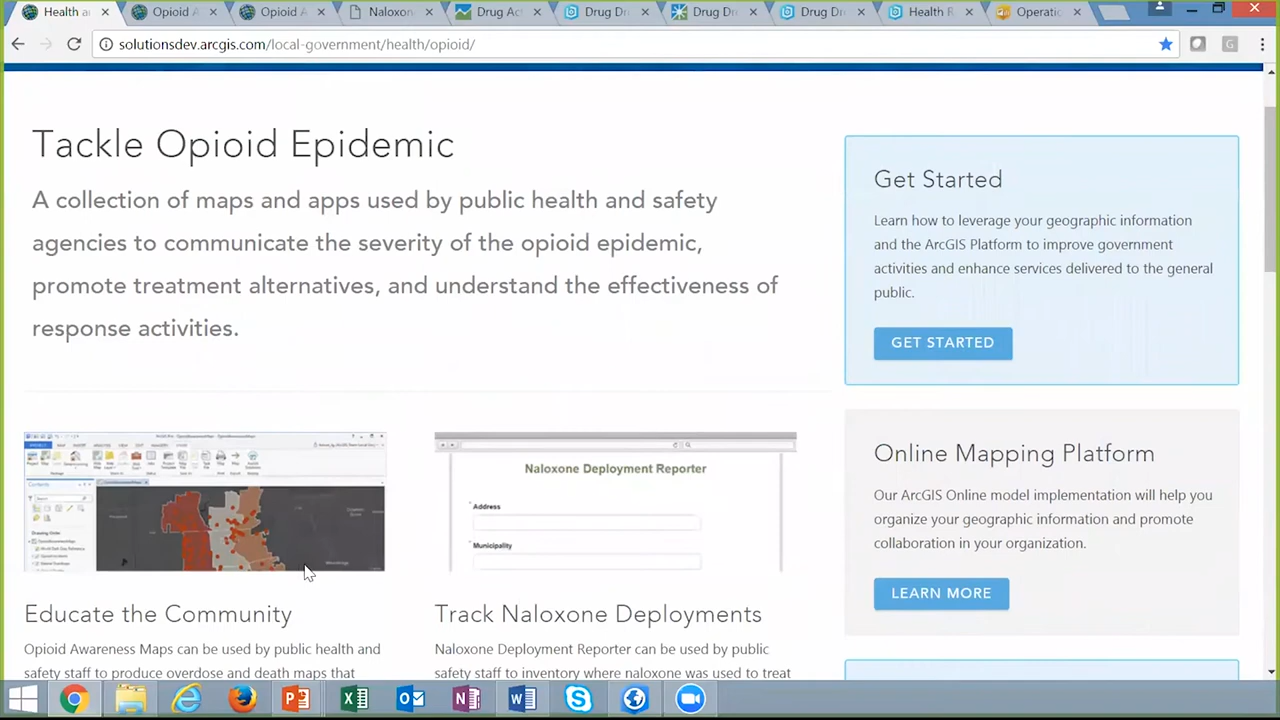 Health a
Opioid A
Opioid A
Naloxon
Drug Ac
Drug D
Drug D
Drug D
Health R
Operatic
solutionsdev.arcgis.com/local-government/health/opioid/
Tackle Opioid Epidemic
A collection of maps and apps used by public health and safety
agencies to communicate the severity of the opioid epidemic,
promote treatment alternatives, and understand the effectiveness of
response activities.
Get Started
Learn how to leverage your geographic information
and the ArcGIS Platform to improve government
activities and enhance services delivered to the general
public.
GET STARTED
Online Mapping Platform
Our ArcGIS Online model implementation will help you
organize your geographic information and promote
collaboration in your organization.
LEARN MORE
Contents
Naloxone Deployment Reporter
Address
Municipality
Educate the Community
Opioid Awareness Maps can be used by public health and
safety staff to produce overdose and death maps that
Track Naloxone Deployments
Naloxone Deployment Reporter can be used by public
safety staff to inventory where naloxone was used to treat